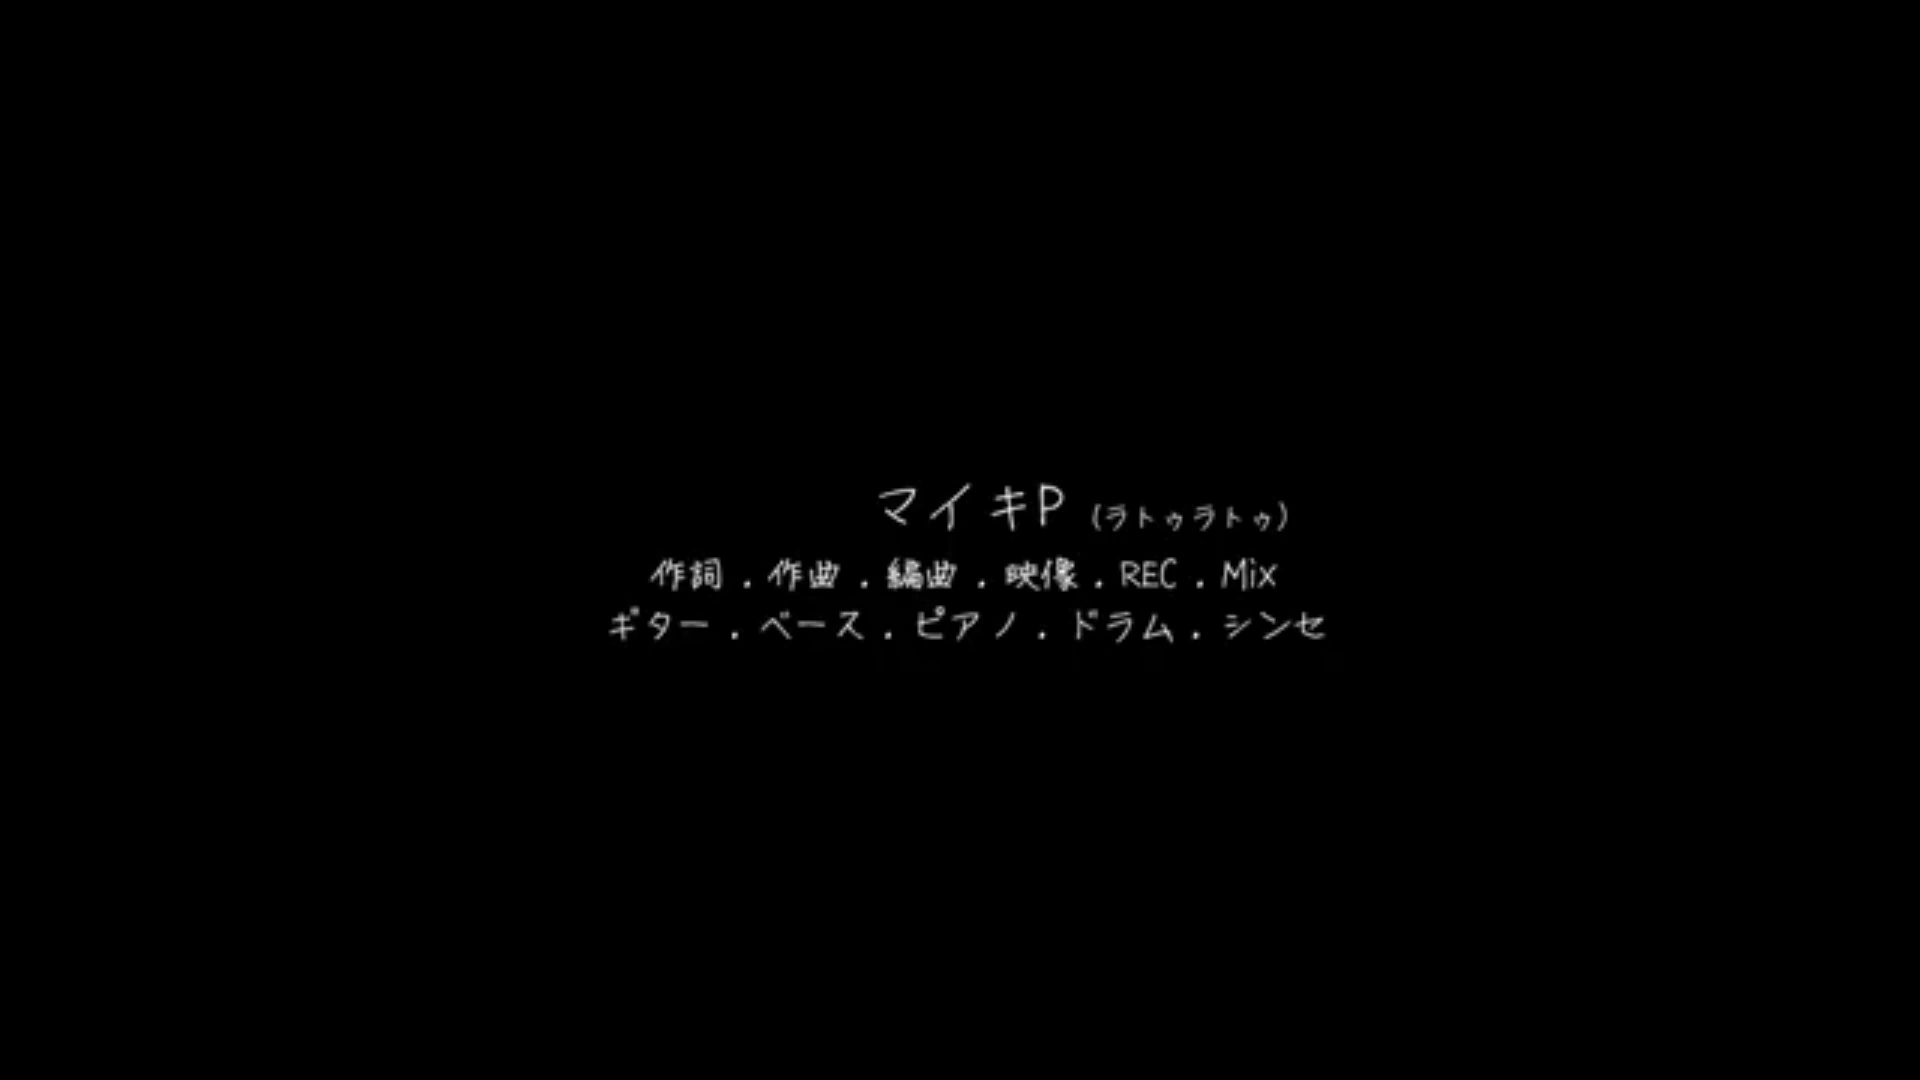 マイキP (ラトゥラトゥ)
作詞 . 作曲 . 編曲 . 映像 . REC . Mix
ギター . ベース . ピアノ . ドラム . シンセ